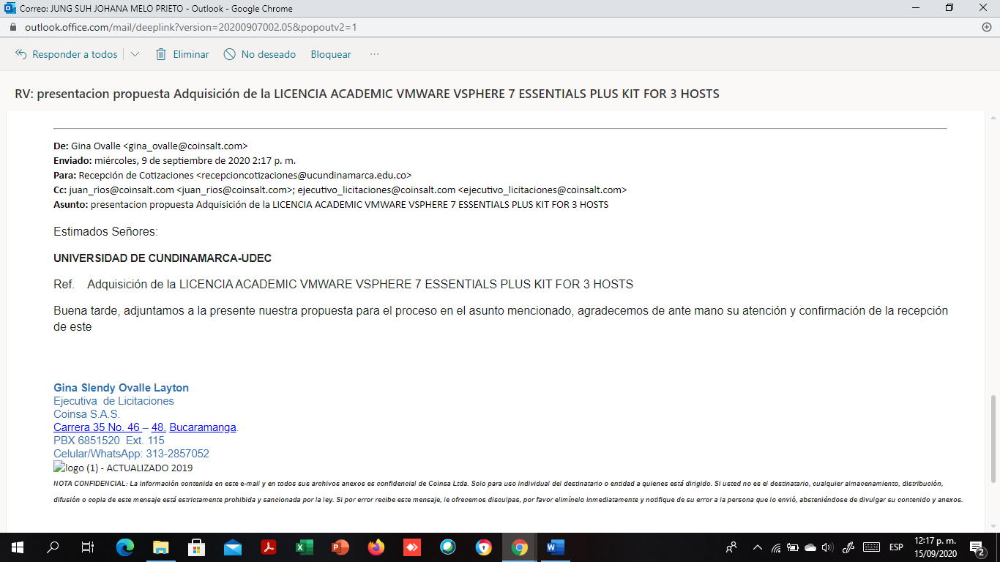 Correo: JUNG SUH JOHANA MELO PRIETO - Outlook - Google Chrome
outlook.office.com/mail/deeplink?version=20200907002.05&popoutv2=1
Responder a todos Eliminar No deseado Bloquear ...
RV: presentacion propuesta Adquisición de la LICENCIA ACADEMIC VMWARE VSPHERE 7 ESSENTIALS PLUS KIT FOR 3 HOSTS
De: Gina Ovalle <gina_ovalle@coinsalt.com>
Enviado: miércoles, 9 de septiembre de 2020 2:17 p. m.
Para: Recepción de Cotizaciones <recepcioncotizaciones@ucundinamarca.edu.co>
Cc: juan_rios@coinsalt.com <juan_rios@coinsalt.com>; ejecutivo_licitaciones@coinsalt.com <ejecutivo_licitaciones@coinsalt.com>
Asunto: presentacion propuesta Adquisición de la LICENCIA ACADEMIC VMWARE VSPHERE 7 ESSENTIALS PLUS KIT FOR 3 HOSTS
Estimados Señores:
UNIVERSIDAD DE CUNDINAMARCA-UDEC
Ref. Adquisición de la LICENCIA ACADEMIC VMWARE VSPHERE 7 ESSENTIALS PLUS KIT FOR 3 HOSTS
Buena tarde, adjuntamos a la presente nuestra propuesta para el proceso en el asunto mencionado, agradecemos de ante mano su atención y confirmación de la recepción
de este
Gina Slendy Ovalle Layton
Ejecutiva de Licitaciones
Coinsa S.A.S.
Carrera 35 No. 46 – 48. Bucaramanga.
PBX 6851520 Ext. 115
Celular/WhatsApp: 313-2857052
logo (1) - ACTUALIZADO 2019
NOTA CONFIDENCIAL: La información contenida en este e-mail y en todos sus archivos anexos es confidencial de Coinsa Ltda. Solo para uso individual del destinatario o entidad a quienes está dirigido. Si usted no es el destinatario, cualquier almacenamiento, distribución,
difusión o copia de este mensaje está estrictamente prohibida y sancionada por la ley. Si por error recibe este mensaje, le ofrecemos disculpas, por favor elimínelo inmediatamente y notifique de su error a la persona que lo envió, absteniéndose de divulgar su contenido y anexos.
ESP
12:17 p. m.
15/09/2020
2